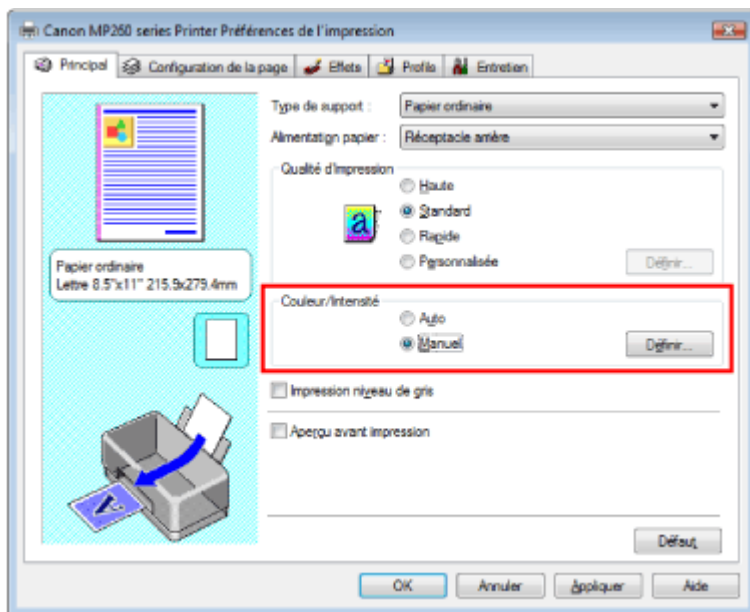 Canon MP260 series Printer Préférences de l'impression
Principal Configuration de la page Effets Profils Entretien
Type de support : Papier ordinaire
Alimentation papier : Réceptacle arrière
Qualité d'impression
Haute
a Standard
Rapide
Personnalisée Définir...
Papier ordinaire
Lettre 8.5"x11" 215.9x279.4mm
Couleur/Intensité
Auto
Manuel Définir...
Impression niveau de gris
Aperçu avant impression
Défaut
OK Annuler Appliquer Aide